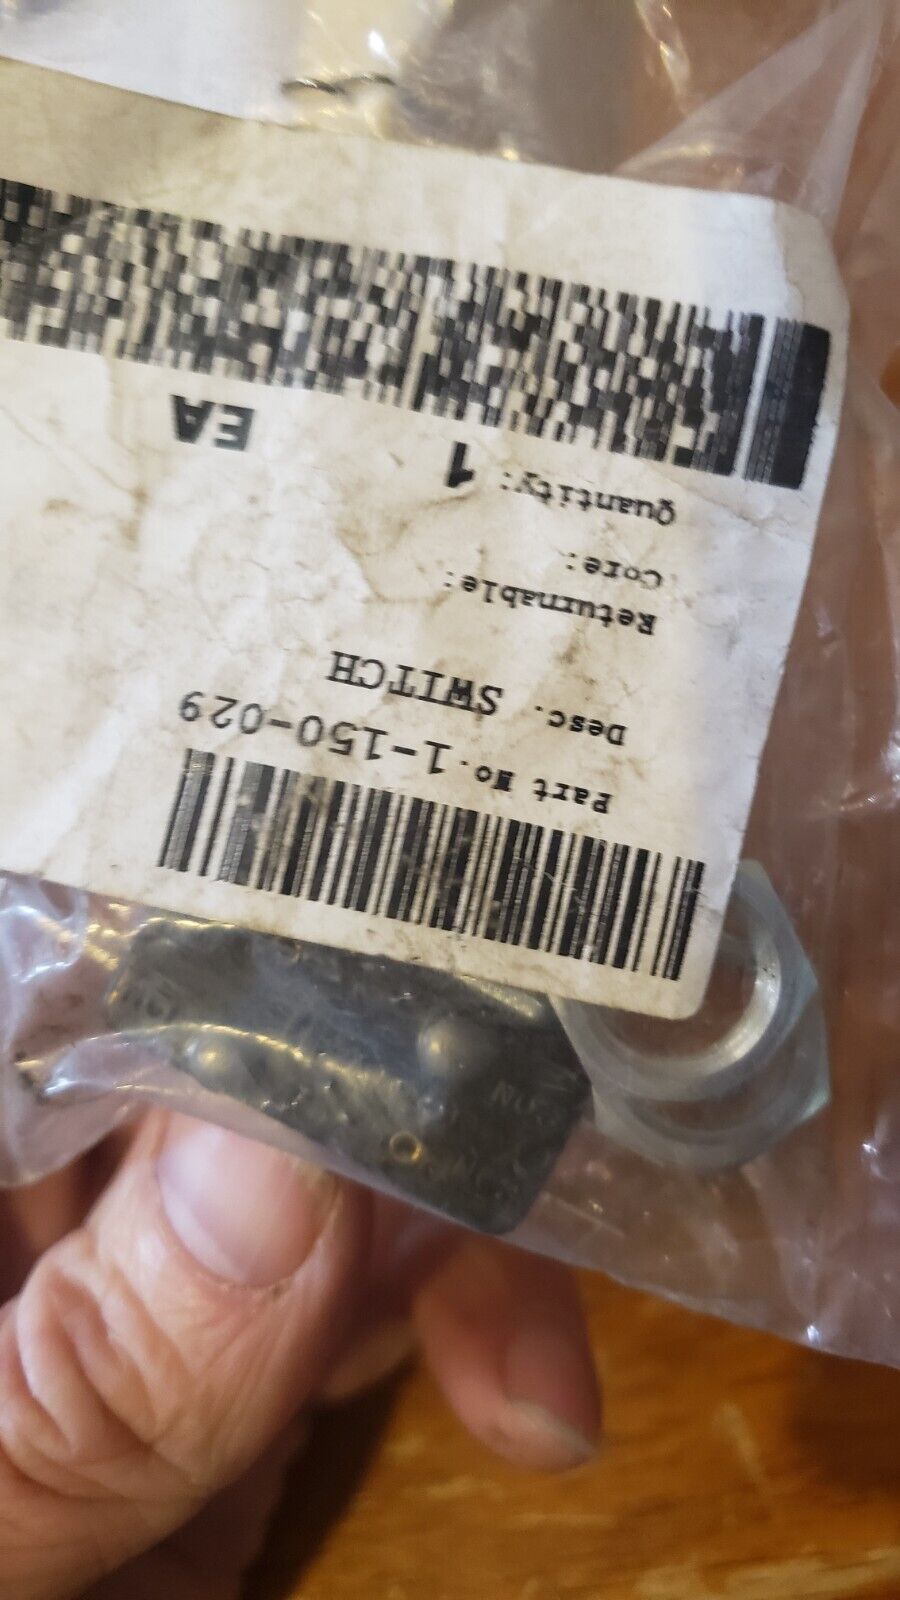 Part No. 1-150-029
Desc. SWITCH
Returnable:
Core:
Quantity: 1 EA